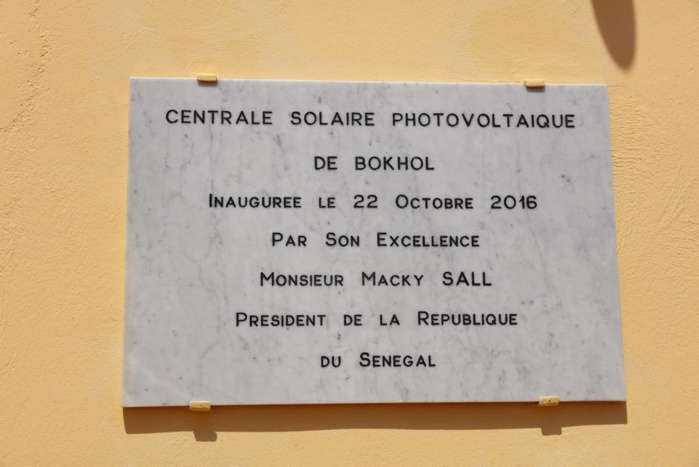 CENTRALE SOLAIRE PHOTOVOLTAIQUE
DE BOKHOL
INAUGUREE LE 22 OCTOBRE 2016
PAR SON EXCELLENCE
MONSIEUR MACKY SALL
PRESIDENT DE LA REPUBLIQUE
DU SENEGAL